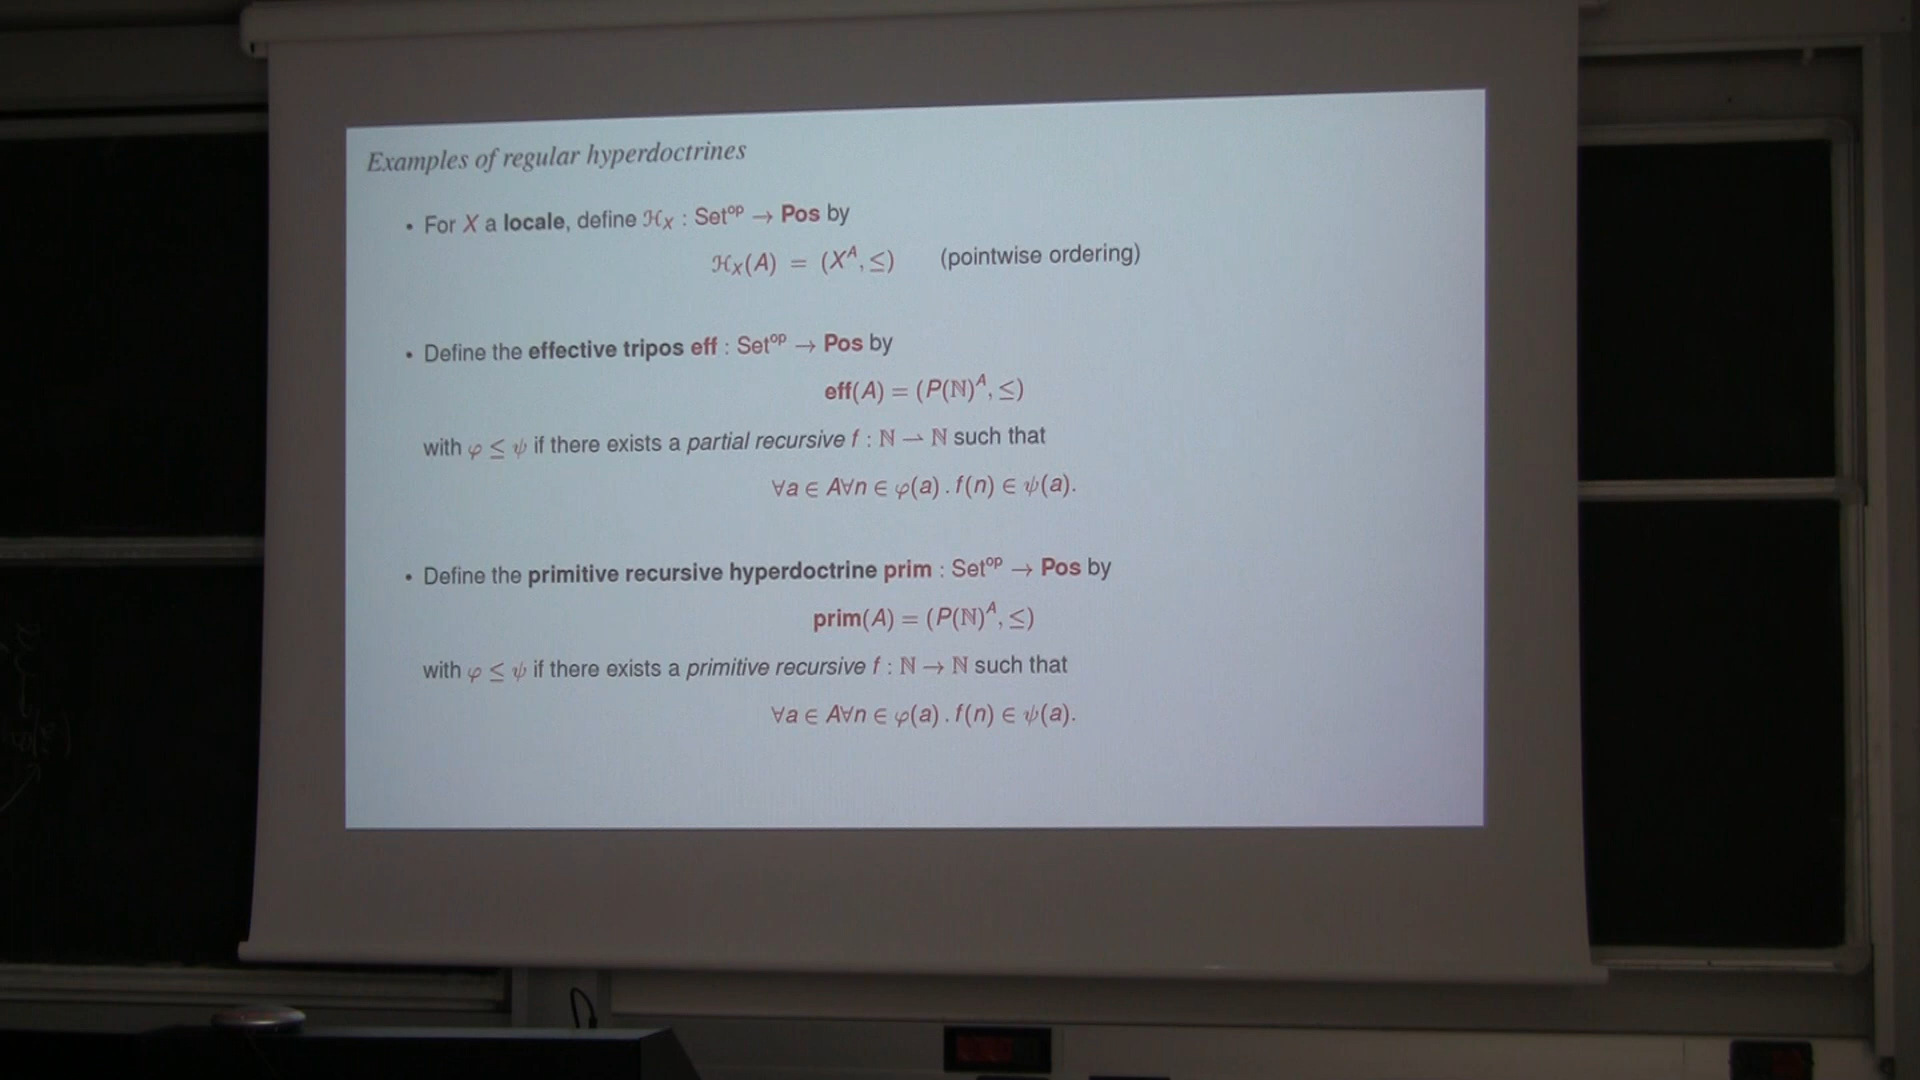 Examples of regular hyperdoctrines
• For X a locale, define ℋ_X : Set^op → Pos by
ℋ_X(A) = (X^A, ≤) (pointwise ordering)
• Define the effective tripos eff : Set^op → Pos by
eff(A) = (P(ℕ)^A, ≤)
with φ ≤ ψ if there exists a partial recursive f : ℕ ⇀ ℕ such that
∀a ∈ A∀n ∈ φ(a) . f(n) ∈ ψ(a).
• Define the primitive recursive hyperdoctrine prim : Set^op → Pos by
prim(A) = (P(ℕ)^A, ≤)
with φ ≤ ψ if there exists a primitive recursive f : ℕ → ℕ such that
∀a ∈ A∀n ∈ φ(a) . f(n) ∈ ψ(a).